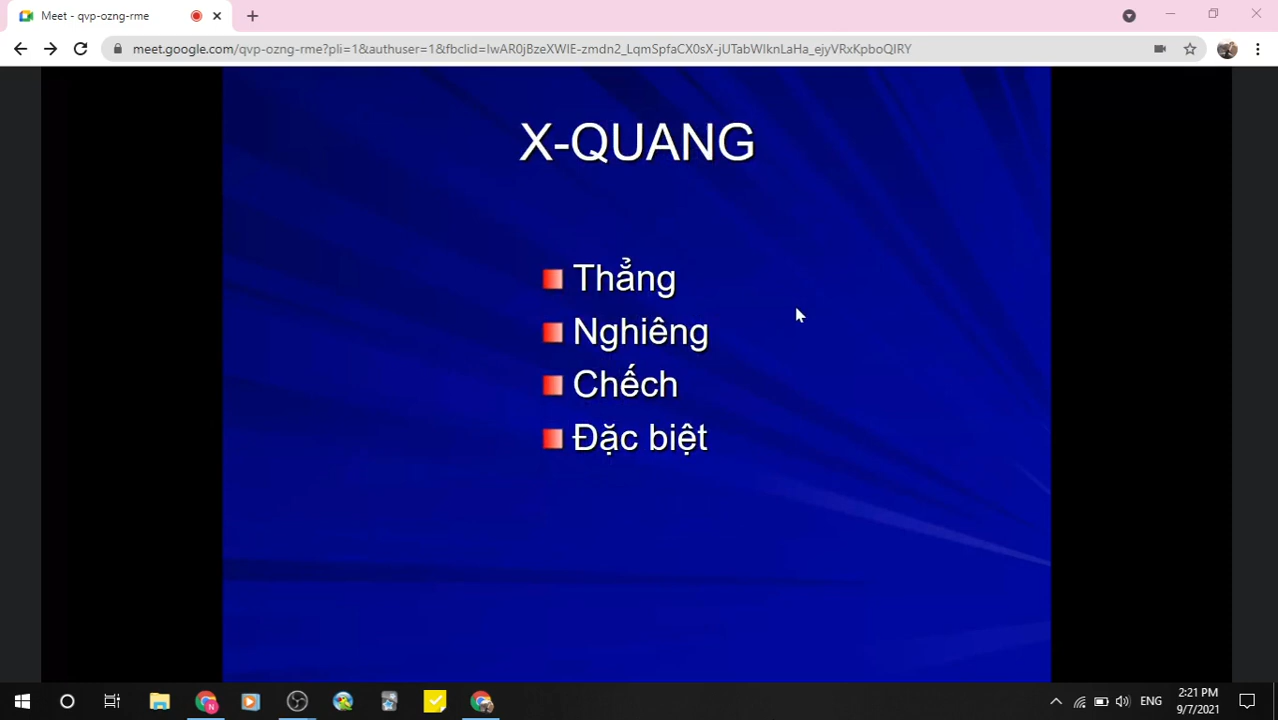 Meet - qvp-ozng-rme
meet.google.com/qvp-ozng-rme?pli=1&authuser=1&fbclid=IwAR0jBzeXWIE-zmdn2_LqmSpfaCX0sX-jUTabWIknLaHa_ejyVRxKpboQIRY
X-QUANG
Thẳng
Nghiêng
Chếch
Đặc biệt
N
ENG
2:21 PM
9/7/2021